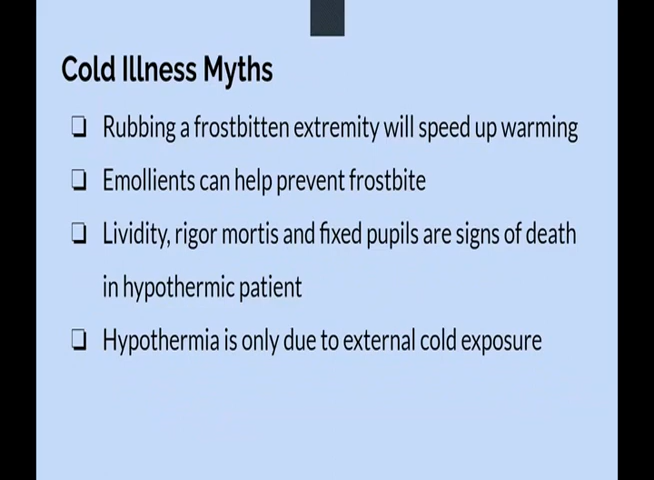 Cold Illness Myths
❏ Rubbing a frostbitten extremity will speed up warming
❏ Emollients can help prevent frostbite
❏ Lividity, rigor mortis and fixed pupils are signs of death
in hypothermic patient
❏ Hypothermia is only due to external cold exposure